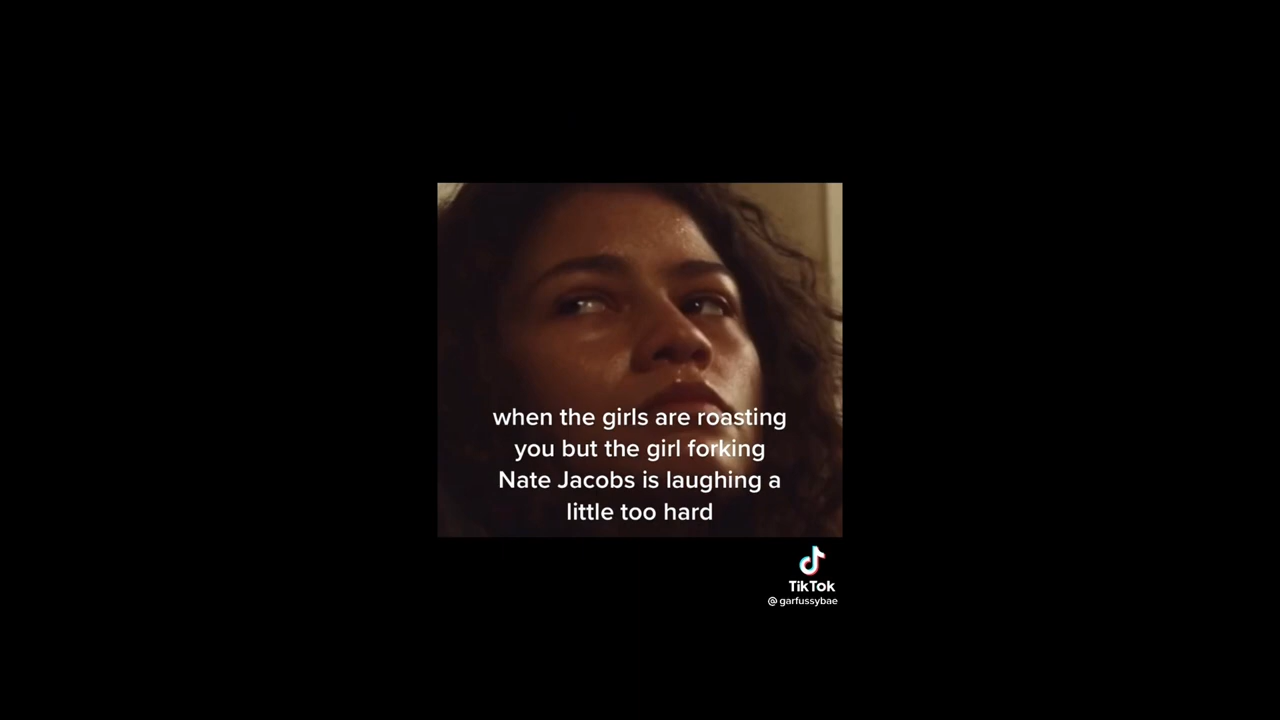 when the girls are roasting
you but the girl forking
Nate Jacobs is laughing a
little too hard
TikTok
@garfussybae